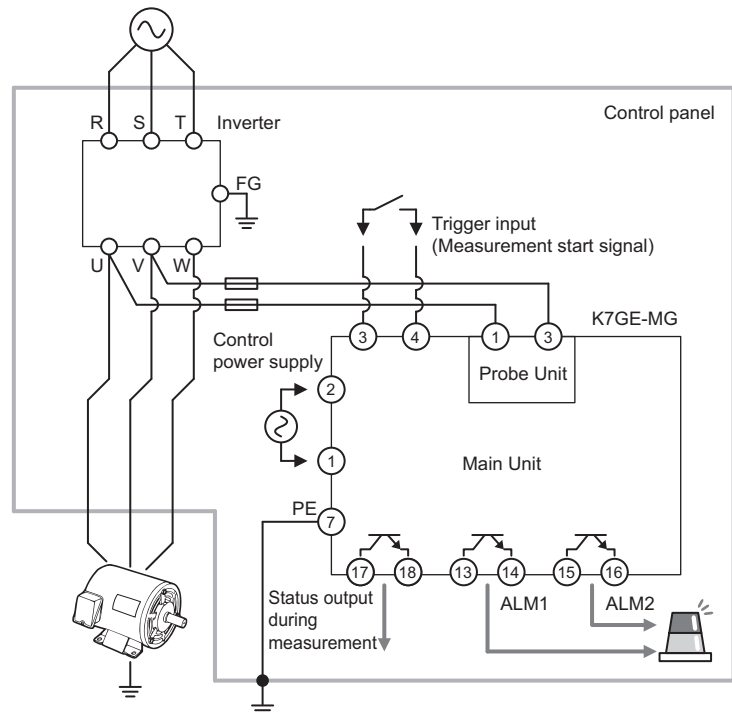 Control panel
R S T Inverter
FG
U V W
Trigger input
(Measurement start signal)
3 4 1 3 K7GE-MG
Control
power supply
Probe Unit
2
1
Main Unit
PE
7
17 18 13 14 15 16
Status output
during
measurement
ALM1 ALM2